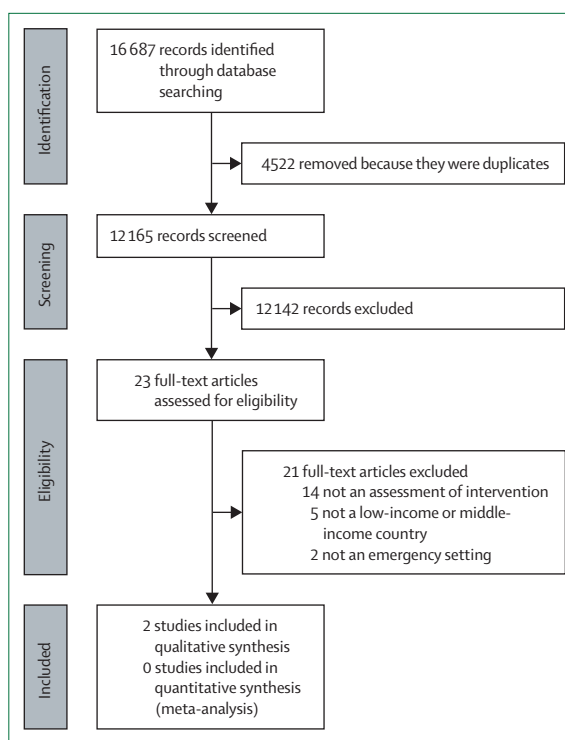 Identification
16 687 records identified
through database
searching
4522 removed because they were duplicates
Screening
12 165 records screened
12 142 records excluded
Eligibility
23 full-text articles
assessed for eligibility
21 full-text articles excluded
14 not an assessment of intervention
5 not a low-income or middle-
income country
2 not an emergency setting
Included
2 studies included in
qualitative synthesis
0 studies included in
quantitative synthesis
(meta-analysis)